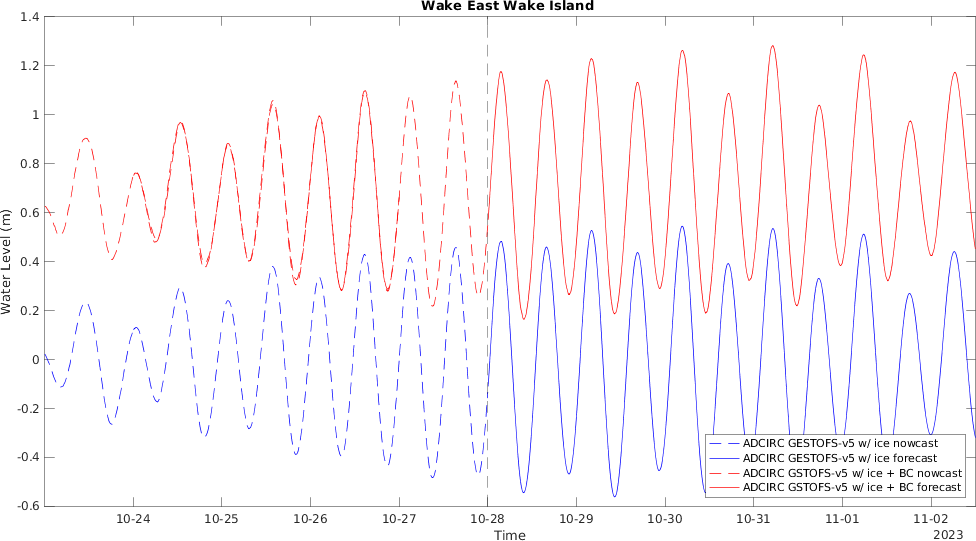 Wake East Wake Island
1.4
1.2
1
0.8
0.6
0.4
0.2
0
-0.2
-0.4
-0.6
Water Level (m)
ADCIRC GESTOFS-v5 w/ ice nowcast
ADCIRC GESTOFS-v5 w/ ice forecast
ADCIRC GSTOFS-v5 w/ ice + BC nowcast
ADCIRC GSTOFS-v5 w/ ice + BC forecast
10-24 10-25 10-26 10-27 10-28 10-29 10-30 10-31 11-01 11-02
Time
2023